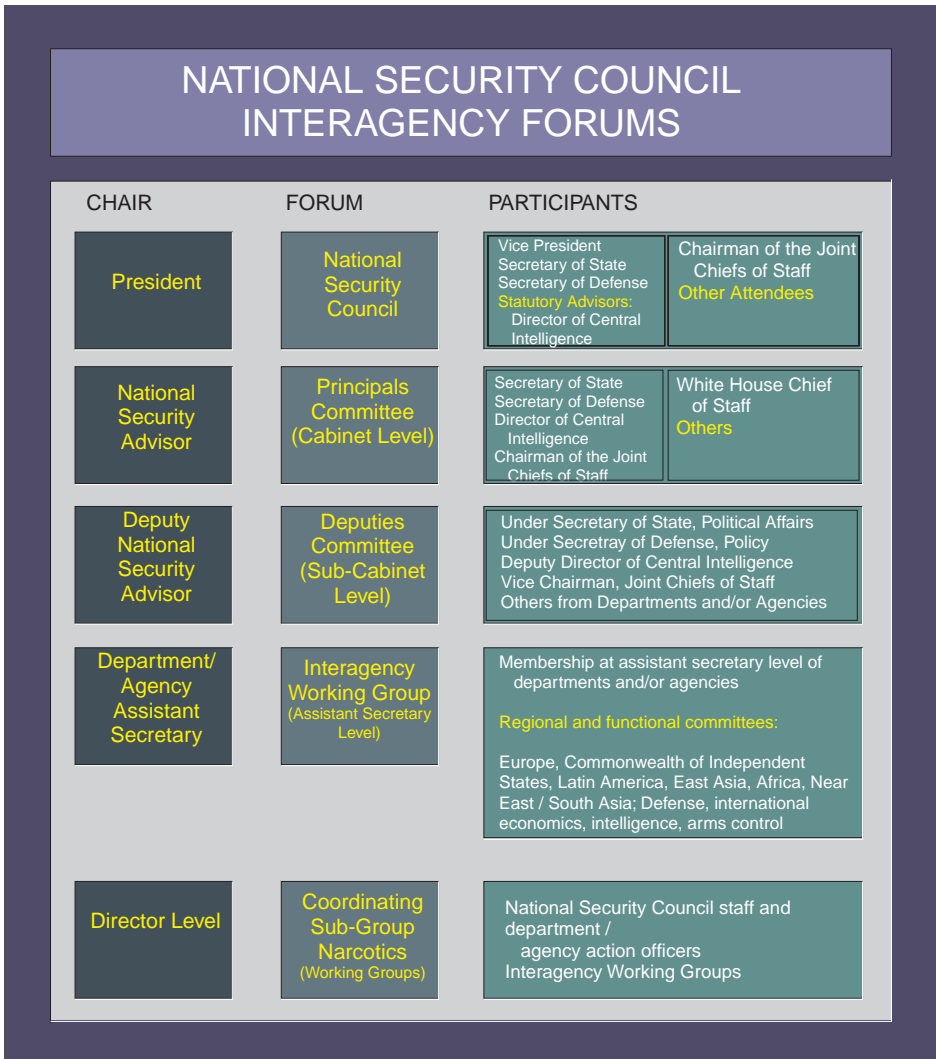 NATIONAL SECURITY COUNCIL
INTERAGENCY FORUMS
CHAIR
FORUM
PARTICIPANTS
President
National
Security
Council
Vice President
Secretary of State
Secretary of Defense
Statutory Advisors:
Director of Central
Intelligence
Chairman of the Joint
Chiefs of Staff
Other Attendees
National
Security
Advisor
Principals
Committee
(Cabinet Level)
Secretary of State
Secretary of Defense
Director of Central
Intelligence
Chairman of the Joint
Chiefs of Staff
White House Chief
of Staff
Others
Deputy
National
Security
Advisor
Deputies
Committee
(Sub-Cabinet
Level)
Under Secretary of State, Political Affairs
Under Secretray of Defense, Policy
Deputy Director of Central Intelligence
Vice Chairman, Joint Chiefs of Staff
Others from Departments and/or Agencies
Department/
Agency
Assistant
Secretary
Interagency
Working Group
(Assistant Secretary
Level)
Membership at assistant secretary level of
departments and/or agencies
Regional and functional committees:
Europe, Commonwealth of Independent
States, Latin America, East Asia, Africa, Near
East / South Asia; Defense, international
economics, intelligence, arms control
Director Level
Coordinating
Sub-Group
Narcotics
(Working Groups)
National Security Council staff and
department /
agency action officers
Interagency Working Groups